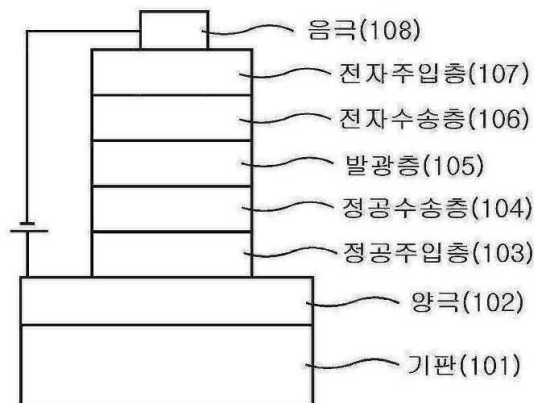 음극(108)
전자주입층(107)
전자수송층(106)
발광층(105)
정공수송층(104)
정공주입층(103)
양극(102)
기판(101)